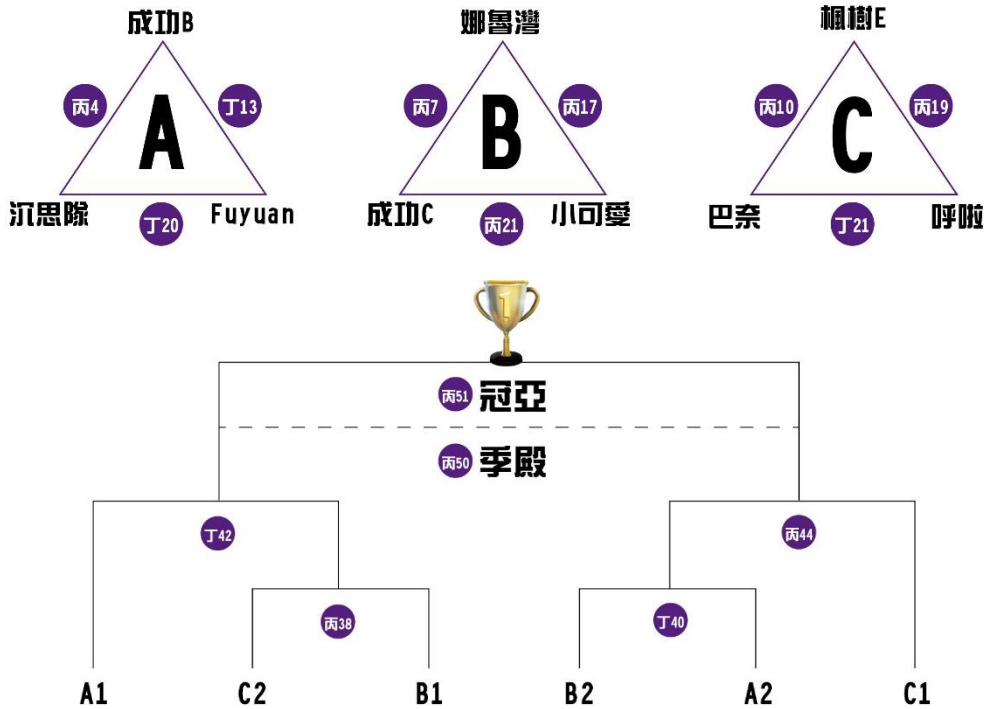 成功B 娜魯灣 楓樹E
丙4 A 丁13 丙7 B 丙17 丙10 C 丙19
沉思隊 丁20 Fuyuan 成功C 丙21 小可愛 巴奈 丁21 呼啦
1
丙51 冠亞
丙50 季殿
丁42 丙44
丙38 丁40
A1 C2 B1 B2 A2 C1